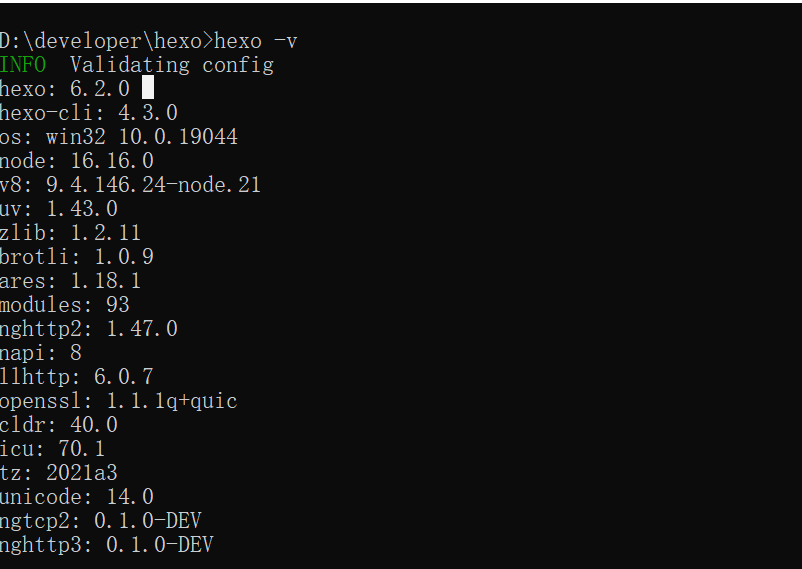 D:\developer\hexo>hexo -v
INFO  Validating config
hexo: 6.2.0
hexo-cli: 4.3.0
os: win32 10.0.19044
node: 16.16.0
v8: 9.4.146.24-node.21
uv: 1.43.0
zlib: 1.2.11
brotli: 1.0.9
ares: 1.18.1
modules: 93
nghttp2: 1.47.0
napi: 8
llhttp: 6.0.7
openssl: 1.1.1q+quic
cldr: 40.0
icu: 70.1
tz: 2021a3
unicode: 14.0
ngtcp2: 0.1.0-DEV
nghttp3: 0.1.0-DEV